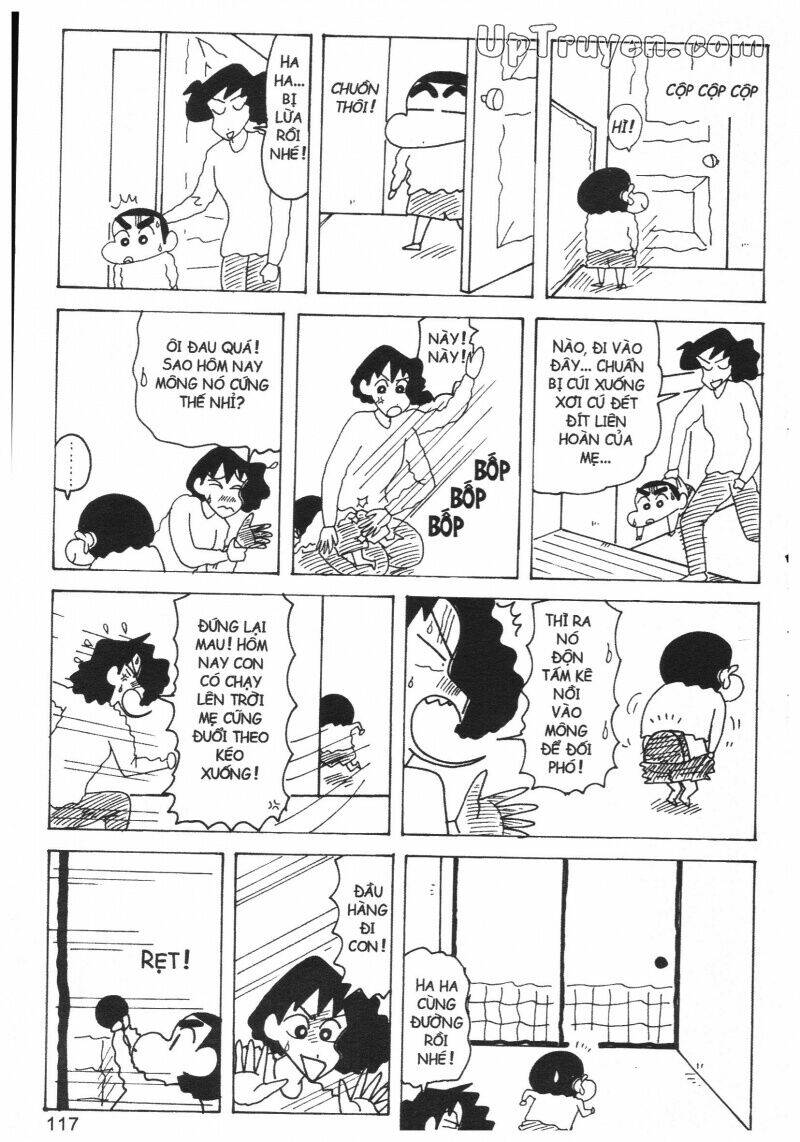 UpTruyen.com
CỘP CỘP CỘP
HÌ!
CHUỒN
THÔI!
HA
HA...
BỊ
LỪA
RỒI
NHÉ!
NÀO, ĐI VÀO
ĐÂY... CHUẨN
BỊ CÚI XUỐNG
XƠI CÚ ĐÉT
ĐÍT LIÊN
HOÀN CỦA
MẸ...
NÀY!
NÀY!
BỐP
BỐP
BỐP
ÔI ĐAU QUÁ!
SAO HÔM NAY
MÔNG NÓ CỨNG
THẾ NHỈ?
........
THÌ RA
NÓ
ĐỘN
TẤM KÊ
NỒI
VÀO
MÔNG
ĐỂ ĐỐI
PHÓ!
ĐỨNG LẠI
MAU! HÔM
NAY CON
CÓ CHẠY
LÊN TRỜI
MẸ CŨNG
ĐUỔI THEO
KÉO
XUỐNG!
HA HA
CÙNG
ĐƯỜNG
RỒI
NHÉ!
ĐẦU
HÀNG
ĐI
CON!
RẸT!
117